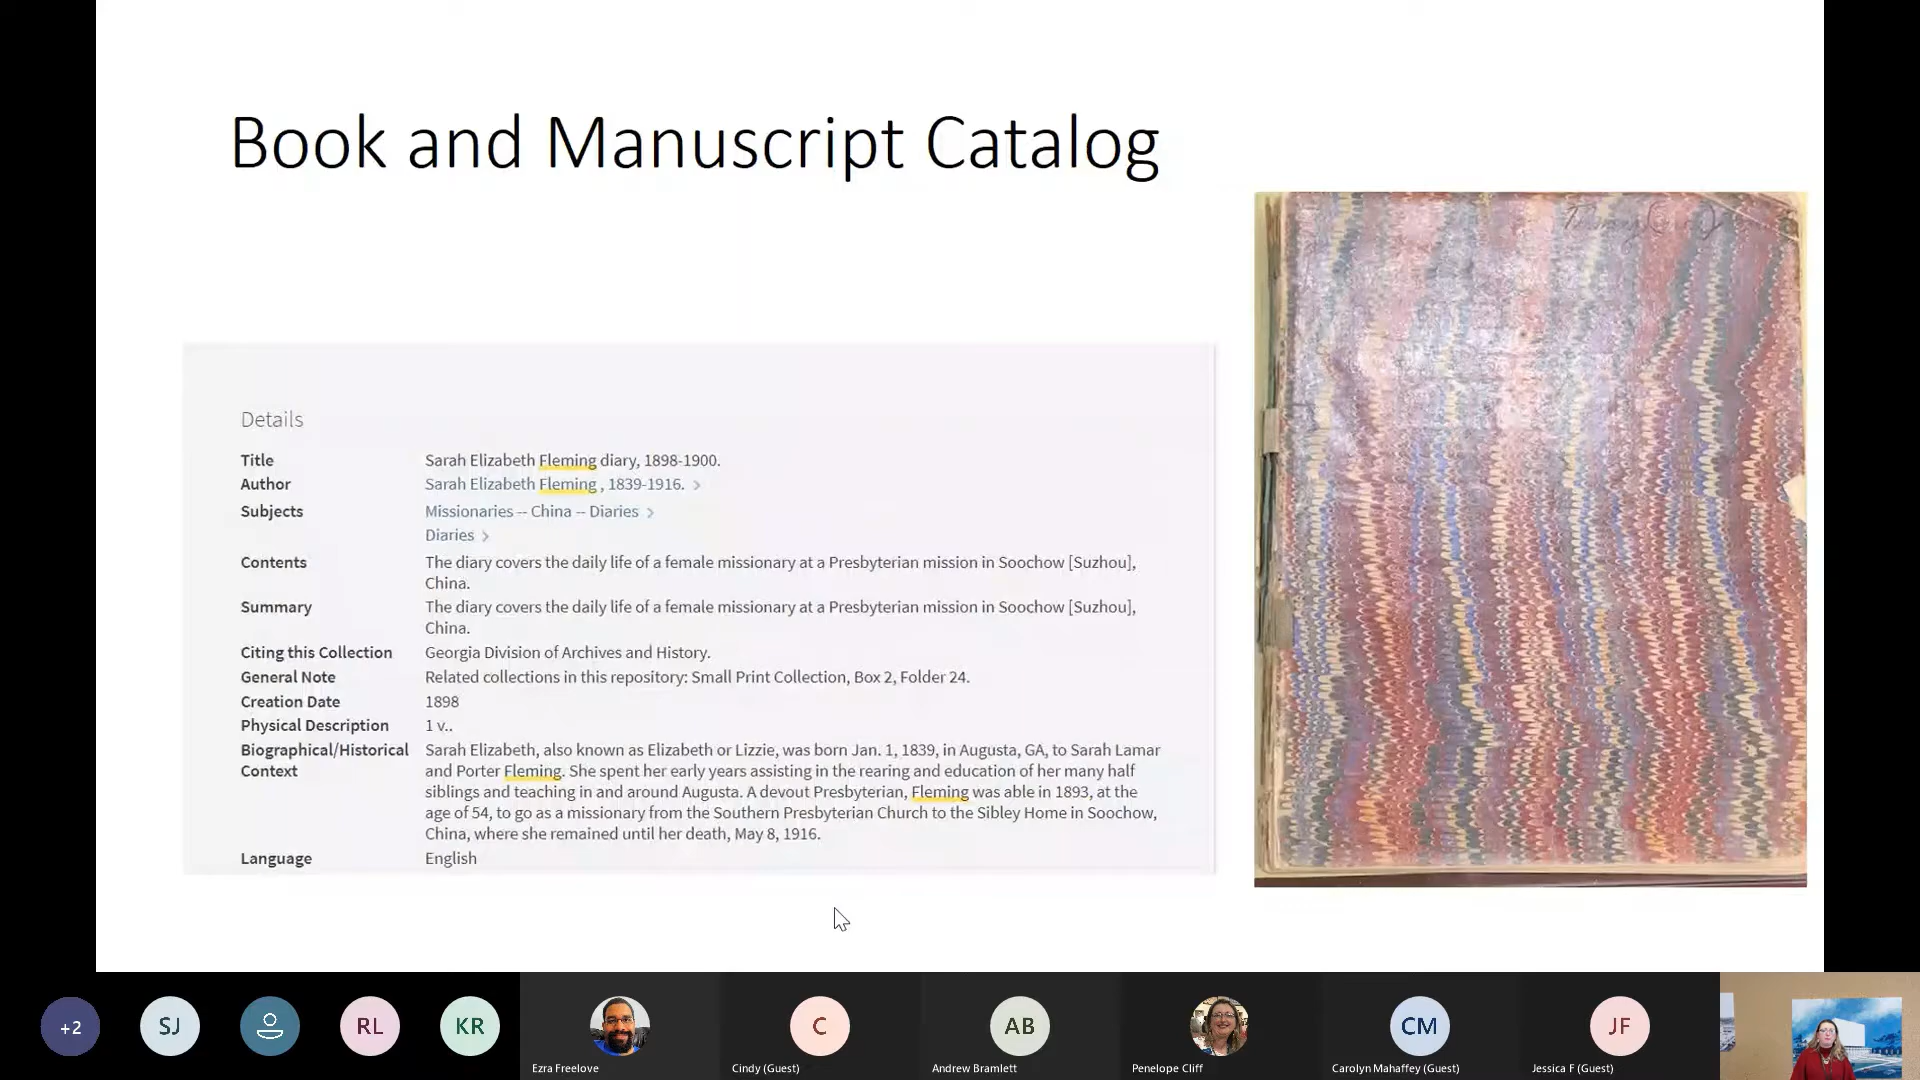 Book and Manuscript Catalog
Details
Title Sarah Elizabeth Fleming diary, 1898-1900.
Author Sarah Elizabeth Fleming , 1839-1916.
Subjects Missionaries -- China -- Diaries
Diaries
Contents The diary covers the daily life of a female missionary at a Presbyterian mission in Soochow [Suzhou],
China.
Summary The diary covers the daily life of a female missionary at a Presbyterian mission in Soochow [Suzhou],
China.
Citing this Collection Georgia Division of Archives and History.
General Note Related collections in this repository: Small Print Collection, Box 2, Folder 24.
Creation Date 1898
Physical Description 1 v..
Biographical/Historical Sarah Elizabeth, also known as Elizabeth or Lizzie, was born Jan. 1, 1839, in Augusta, GA, to Sarah Lamar
Context and Porter Fleming. She spent her early years assisting in the rearing and education of her many half
siblings and teaching in and around Augusta. A devout Presbyterian, Fleming was able in 1893, at the
age of 54, to go as a missionary from the Southern Presbyterian Church to the Sibley Home in Soochow,
China, where she remained until her death, May 8, 1916.
Language English
+2 SJ RL KR C AB CM JF
Ezra Freelove Cindy (Guest) Andrew Bramlett Penelope Cliff Carolyn Mahaffey (Guest) Jessica F (Guest)